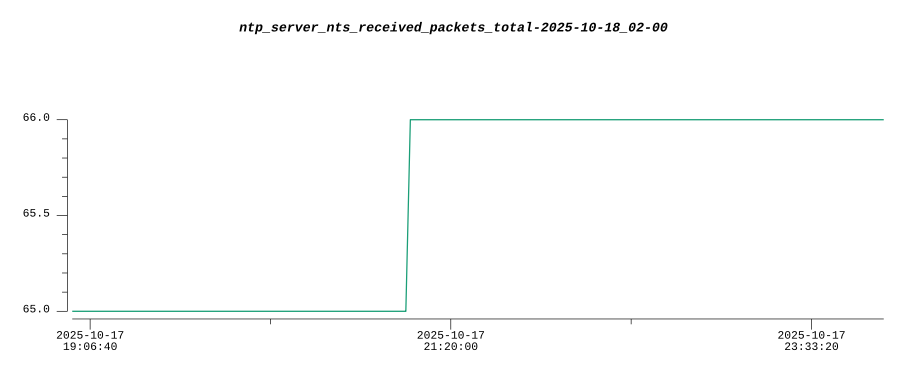 ntp_server_nts_received_packets_total-2025-10-18_02-00
66.0
65.5
65.0
2025-10-17 2025-10-17 2025-10-17
19:06:40 21:20:00 23:33:20